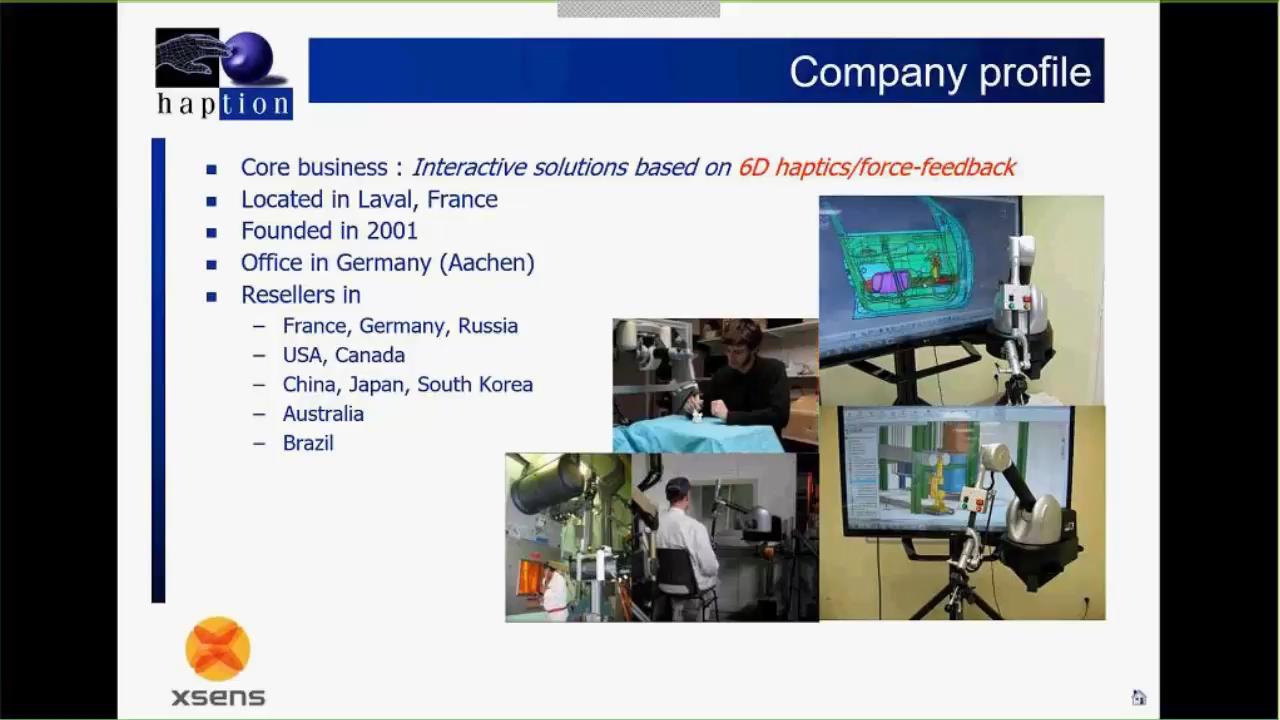 haption
Company profile
Core business : Interactive solutions based on 6D haptics/force-feedback
Located in Laval, France
Founded in 2001
Office in Germany (Aachen)
Resellers in
– France, Germany, Russia
– USA, Canada
– China, Japan, South Korea
– Australia
– Brazil
xsens